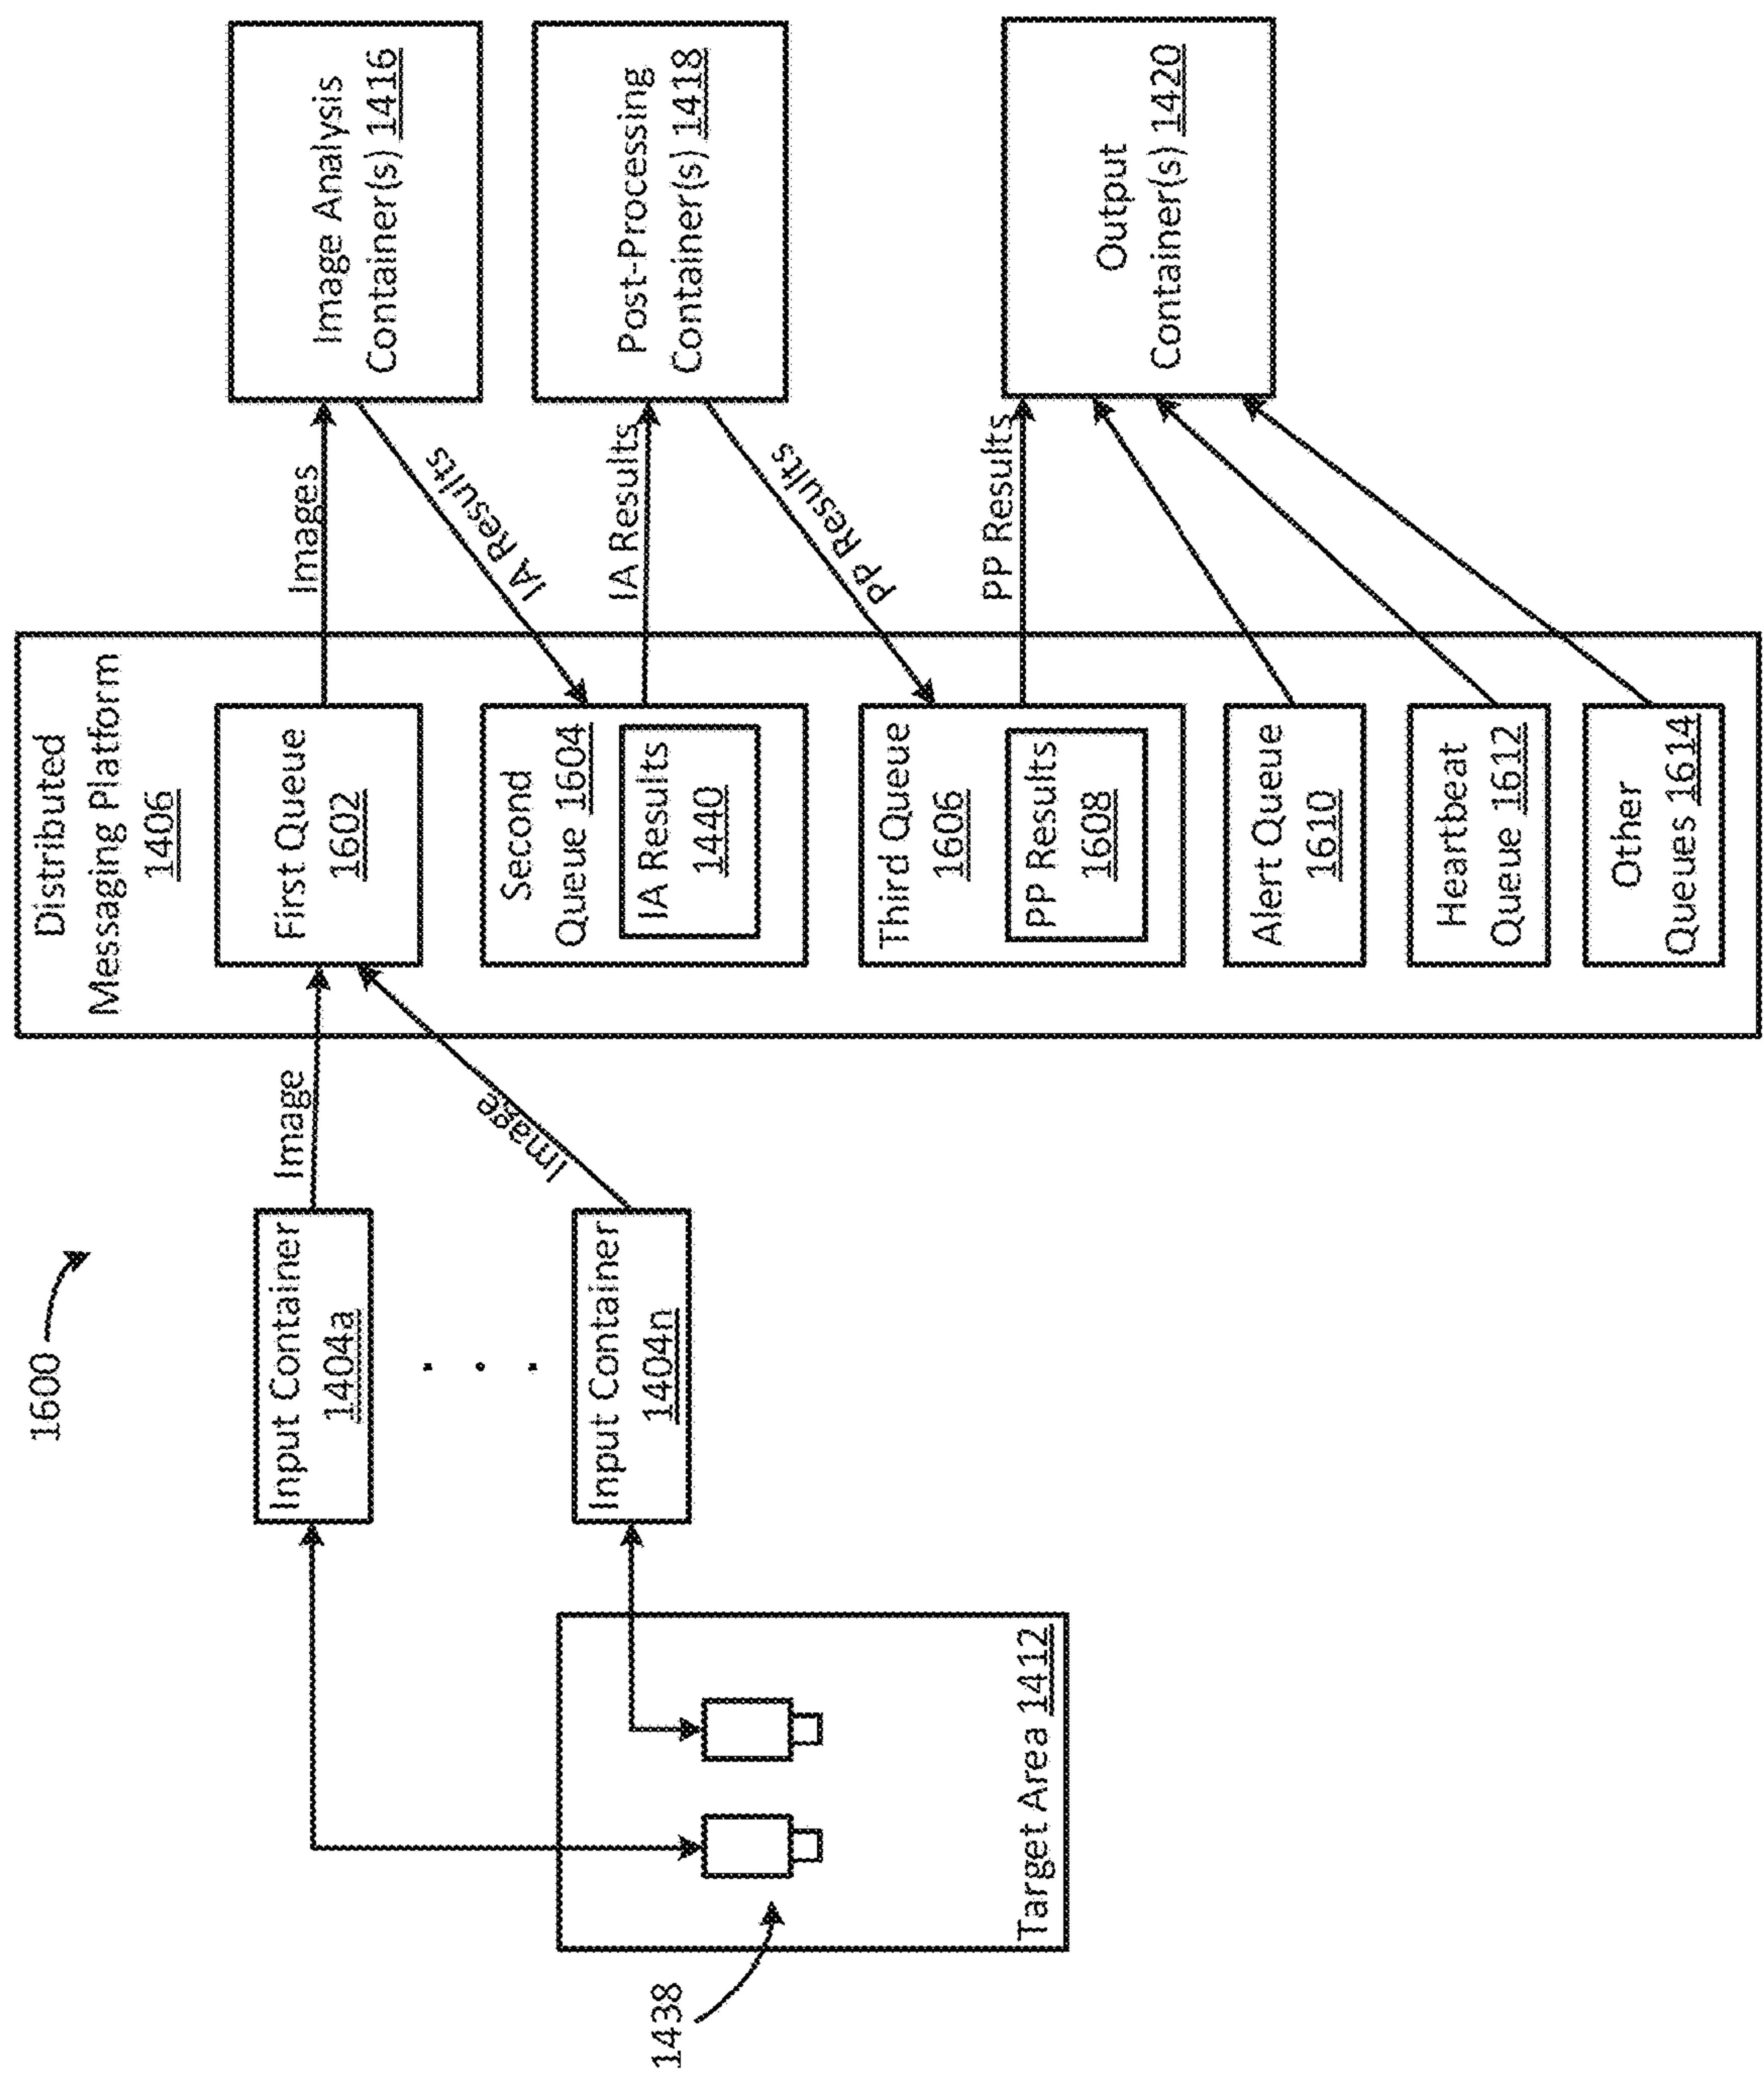 1600
1438
Target Area 1412
Input Container
1404a
Input Container
1404n
Image
Image
Distributed
Messaging Platform
1406
First Queue
1602
Second
Queue 1604
IA Results
1440
Third Queue
1606
PP Results
1608
Alert Queue
1610
Heartbeat
Queue 1612
Other
Queues 1614
Images
IA Results
IA Results
PP Results
PP Results
Image Analysis
Container(s) 1416
Post-Processing
Container(s) 1418
Output
Container(s) 1420